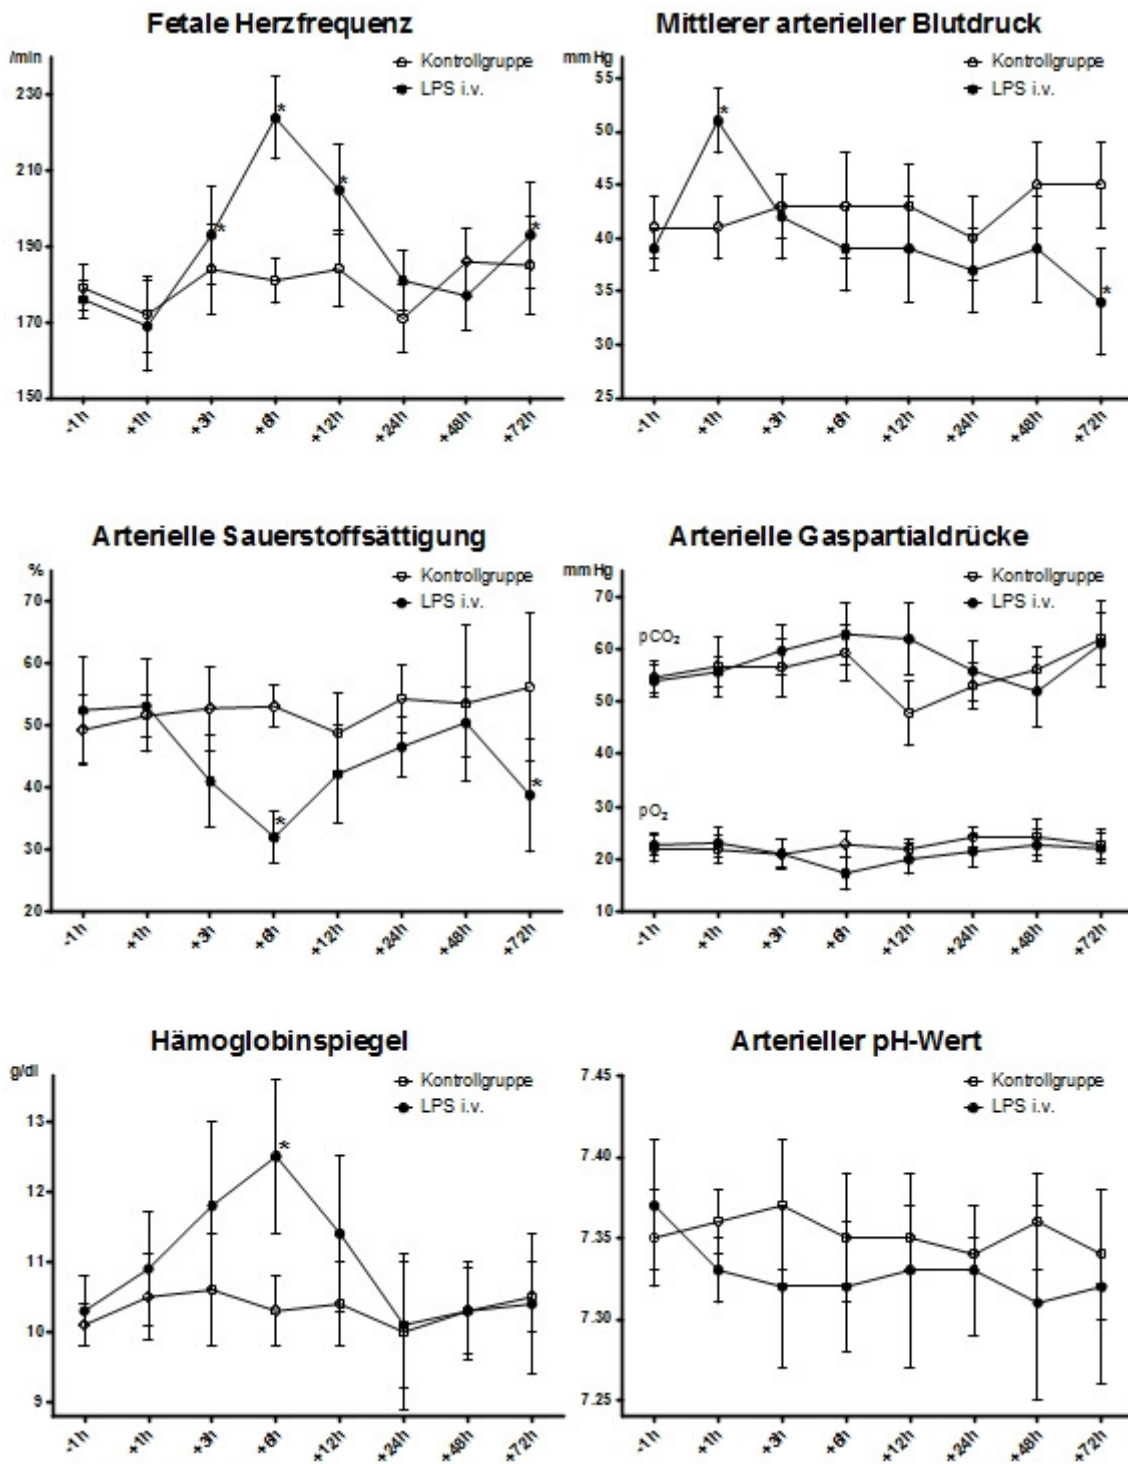 Fetale Herzfrequenz
/min
Kontrollgruppe
LPS i.v.
230
210
190
170
150
*
*
*
*
-1h
+1h
+3h
+6h
+12h
+24h
+48h
+72h
Mittlerer arterieller Blutdruck
mmHg
Kontrollgruppe
LPS i.v.
55
50
45
40
35
30
25
*
*
-1h
+1h
+3h
+6h
+12h
+24h
+48h
+72h
Arterielle Sauerstoffsättigung
%
Kontrollgruppe
LPS i.v.
70
60
50
40
30
20
*
*
-1h
+1h
+3h
+6h
+12h
+24h
+48h
+72h
Arterielle Gaspartialdrücke
mmHg
Kontrollgruppe
LPS i.v.
70
60
50
40
30
20
10
pCO₂
pO₂
-1h
+1h
+3h
+6h
+12h
+24h
+48h
+72h
Hämoglobinspiegel
g/dl
Kontrollgruppe
LPS i.v.
13
12
11
10
9
*
-1h
+1h
+3h
+6h
+12h
+24h
+48h
+72h
Arterieller pH-Wert
Kontrollgruppe
LPS i.v.
7.45
7.40
7.35
7.30
7.25
-1h
+1h
+3h
+6h
+12h
+24h
+48h
+72h